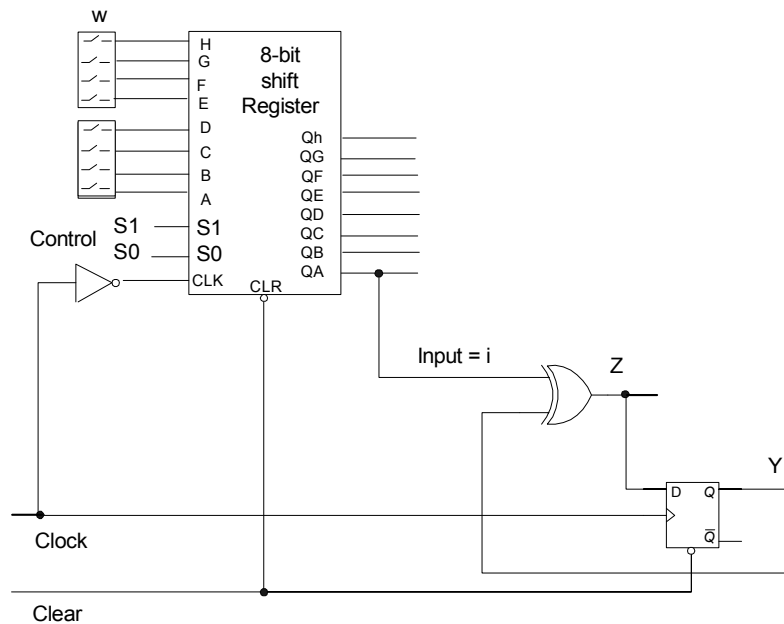 w
H
G
F
E
D
C
B
A
8-bit
shift
Register
Qh
QG
QF
QE
QD
QC
QB
QA
S1 S1
S0 S0
Control
CLK
CLR
Input = i
Z
Y
D Q
Q̅
Clock
Clear